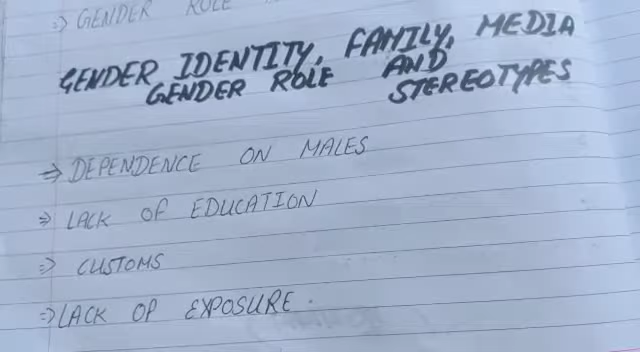 ⇒ GENDER ROLE
GENDER IDENTITY, FAMILY, MEDIA
GENDER ROLE AND STEREOTYPES
⇒ DEPENDENCE ON MALES
⇒ LACK OF EDUCATION
⇒ CUSTOMS
⇒ LACK OF EXPOSURE.